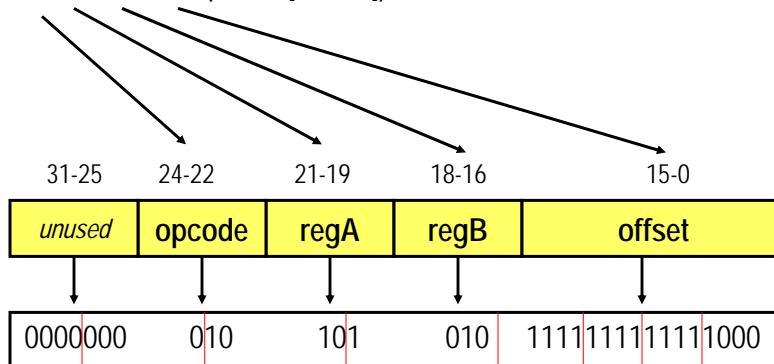 31-25 24-22 21-19 18-16 15-0
unused opcode regA regB offset
0000000 010 101 010 1111111111111000